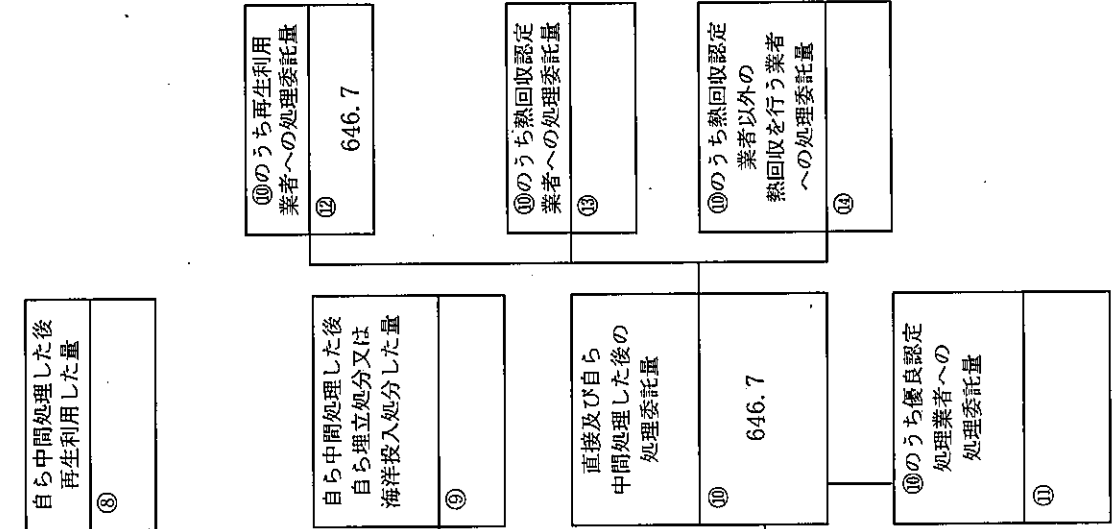 自ら中間処理した後
再生利用した量
⑧
自ら中間処理した後
自ら埋立処分又は
海洋投入処分した量
⑨
直接及び自ら
中間処理した後の
処理委託量
⑩
646.7
⑩のうち優良認定
処理業者への
処理委託量
⑪
⑩のうち再生利用
業者への処理委託量
⑫
646.7
⑩のうち熱回収認定
業者への処理委託量
⑬
⑩のうち熱回収認定
業者以外の
熱回収を行う業者
への処理委託量
⑭